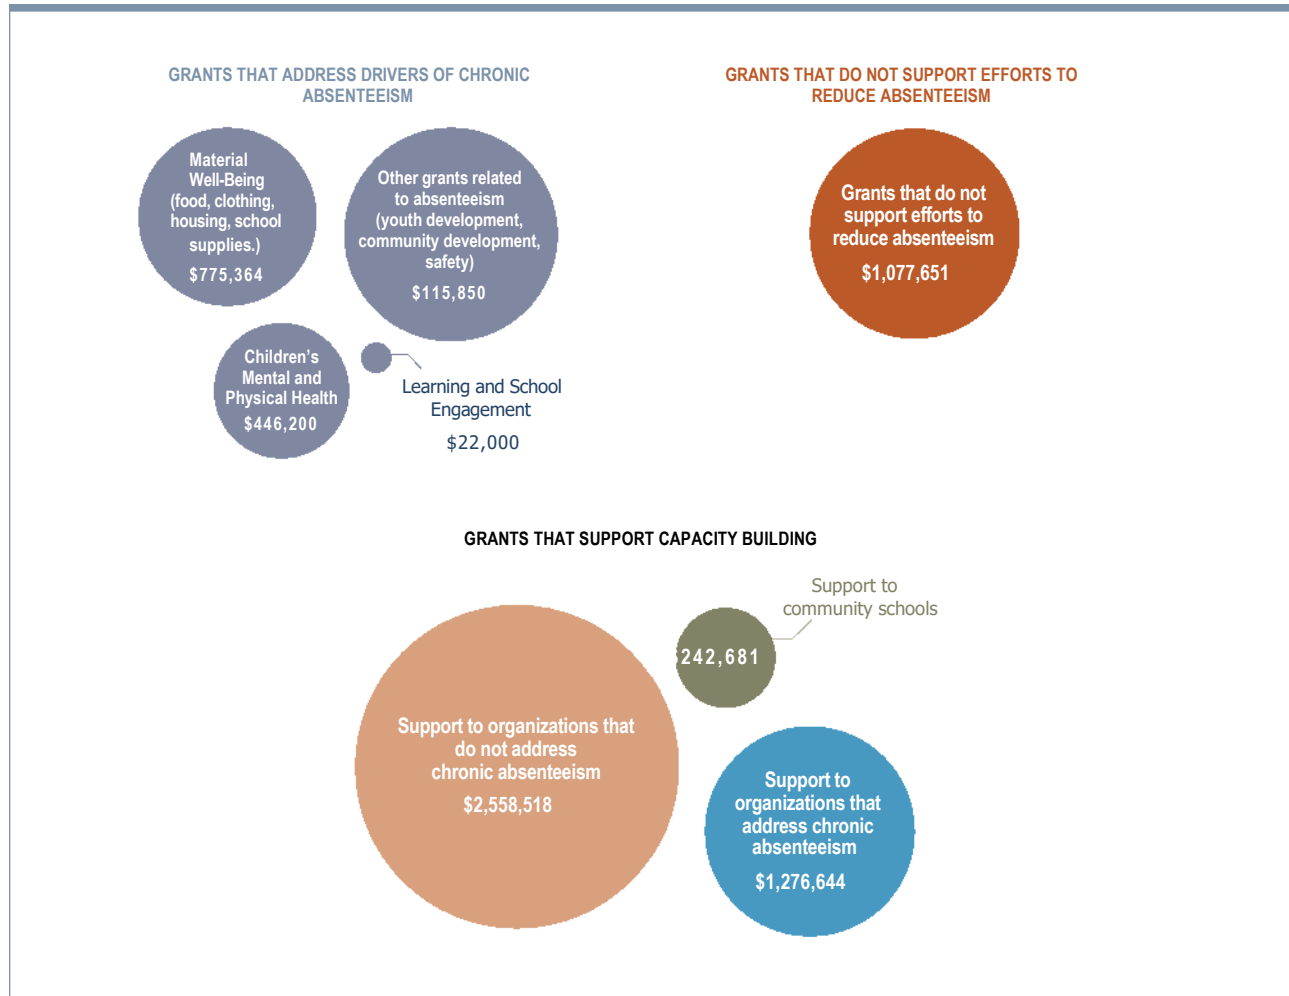 GRANTS THAT ADDRESS DRIVERS OF CHRONIC
ABSENTEEISM
Material
Well-Being
(food, clothing,
housing, school
supplies.)
$775,364
Other grants related
to absenteeism
(youth development,
community development,
safety)
$115,850
Children’s
Mental and
Physical Health
$446,200
Learning and School
Engagement
$22,000
GRANTS THAT DO NOT SUPPORT EFFORTS TO
REDUCE ABSENTEEISM
Grants that do not
support efforts to
reduce absenteeism
$1,077,651
GRANTS THAT SUPPORT CAPACITY BUILDING
Support to
community schools
242,681
Support to organizations that
do not address
chronic absenteeism
$2,558,518
Support to
organizations that
address chronic
absenteeism
$1,276,644